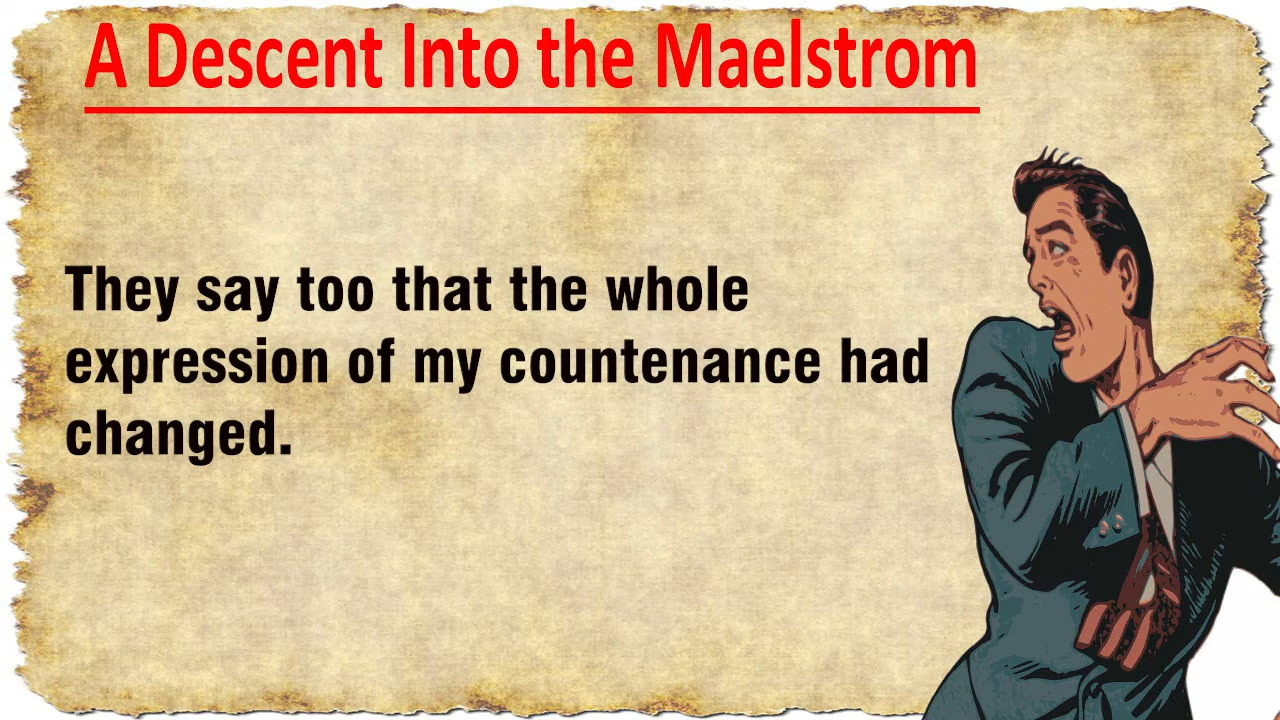 A Descent Into the Maelstrom
They say too that the whole
expression of my countenance had
changed.